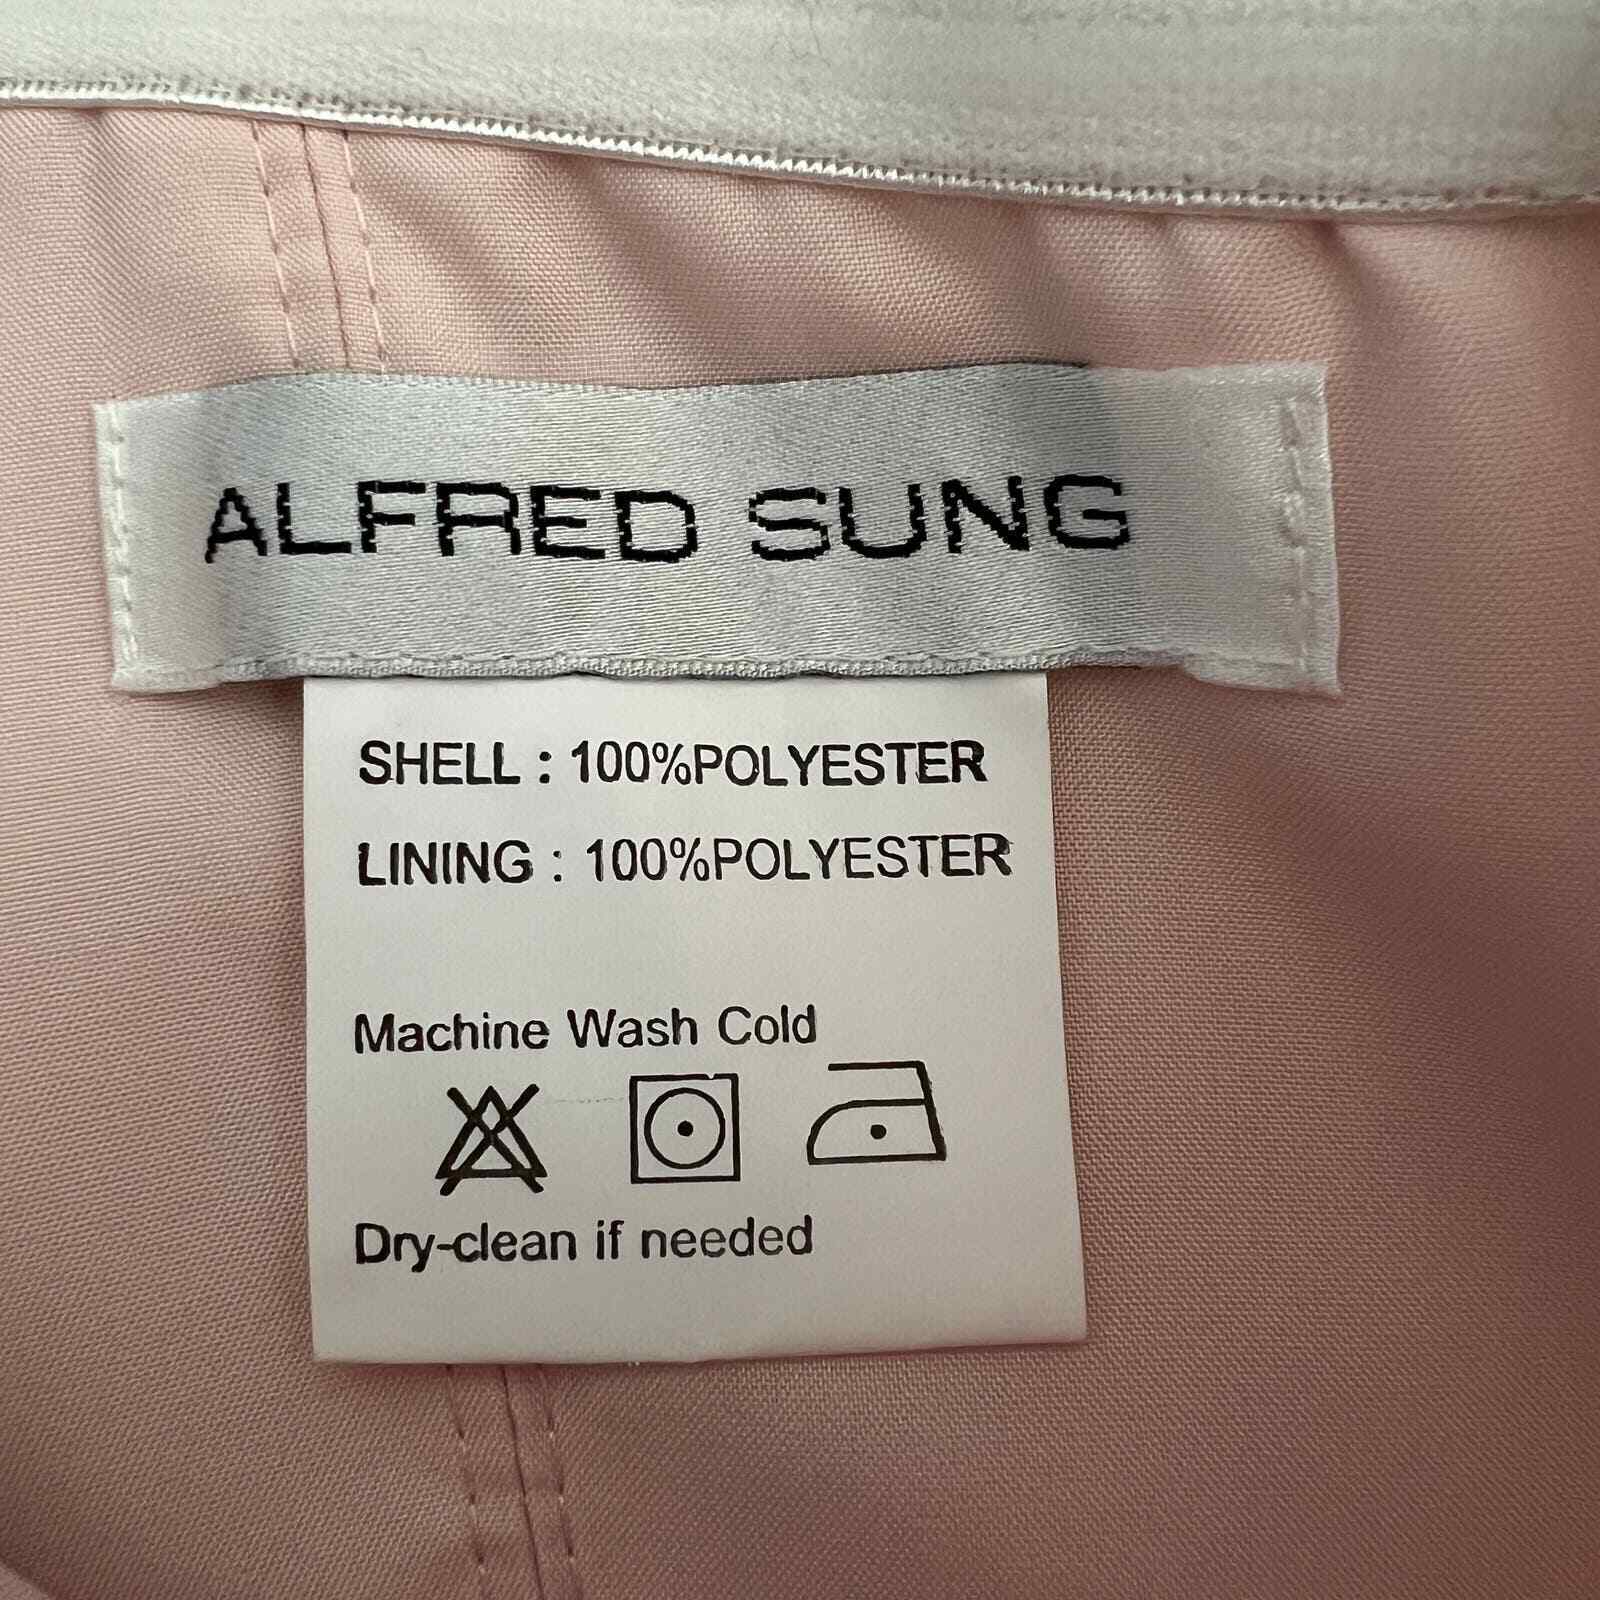 ALFRED SUNG
SHELL : 100%POLYESTER
LINING : 100%POLYESTER
Machine Wash Cold
Dry-clean if needed